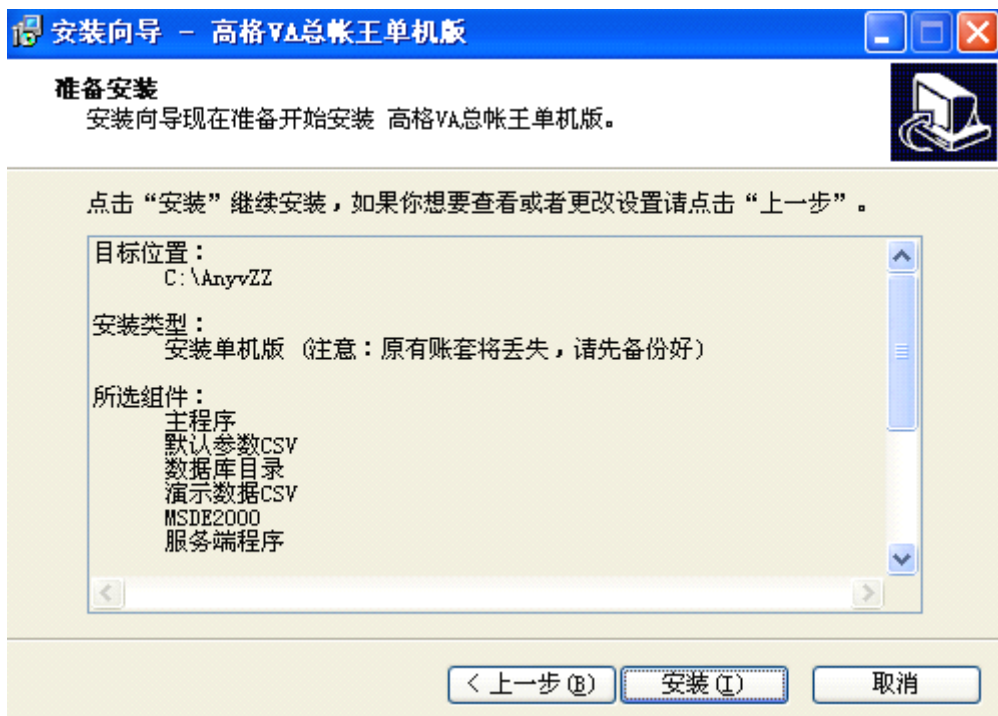 安装向导 - 高格VA总帐王单机版
准备安装
安装向导现在准备开始安装 高格VA总帐王单机版。
点击“安装”继续安装，如果你想要查看或者更改设置请点击“上一步”。
目标位置：
C:\AnyvZZ
安装类型：
安装单机版（注意：原有账套将丢失，请先备份好）
所选组件：
主程序
默认参数CSV
数据库目录
演示数据CSV
MSDE2000
服务端程序
< 上一步(B)
安装(I)
取消